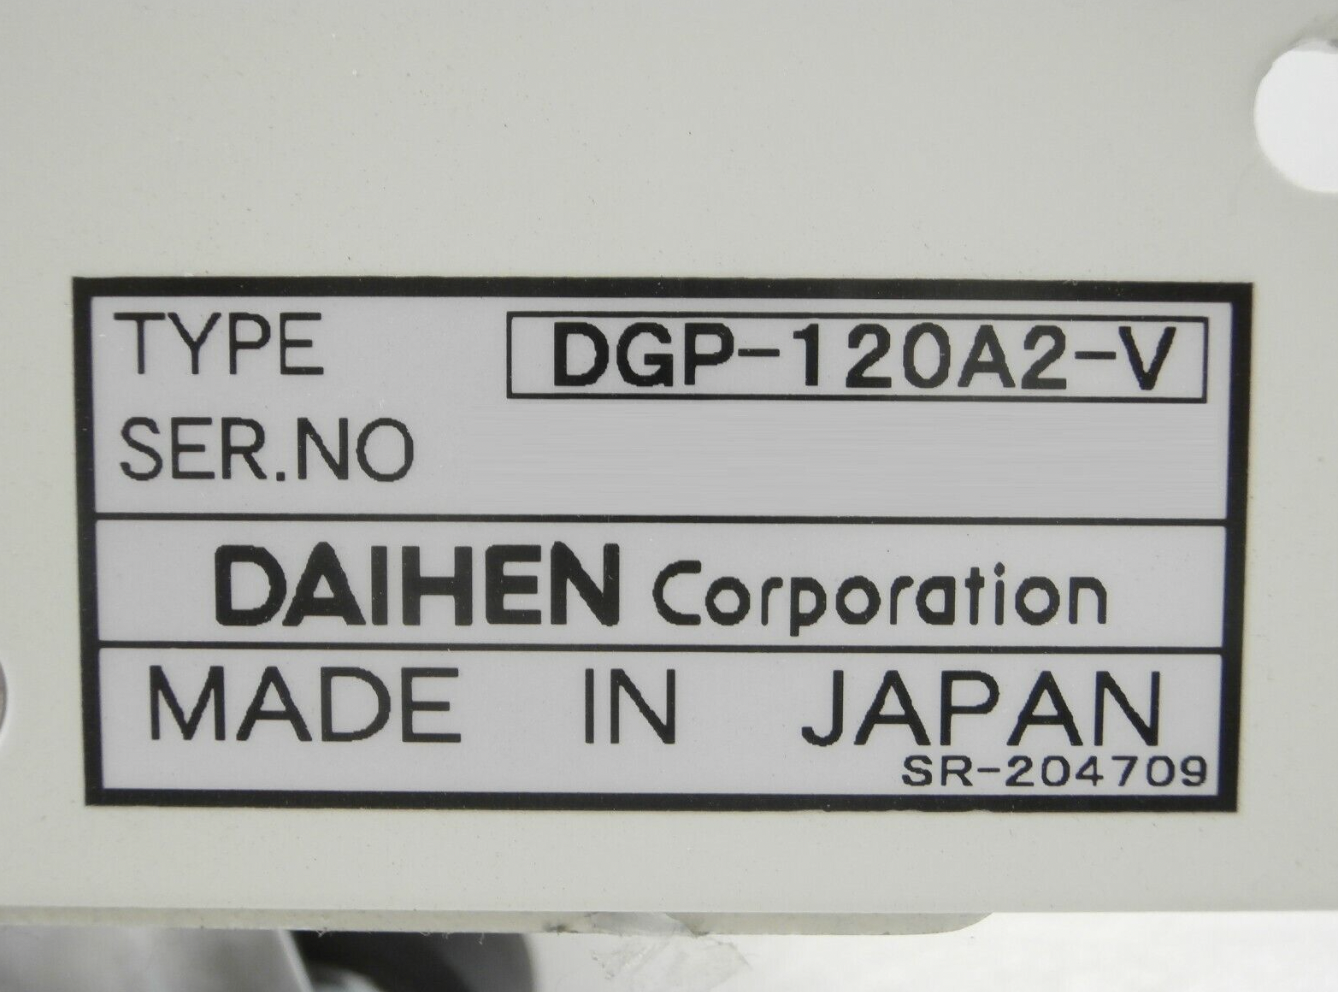 TYPE DGP-120A2-V
SER.NO
DAIHEN Corporation
MADE IN JAPAN
SR-204709